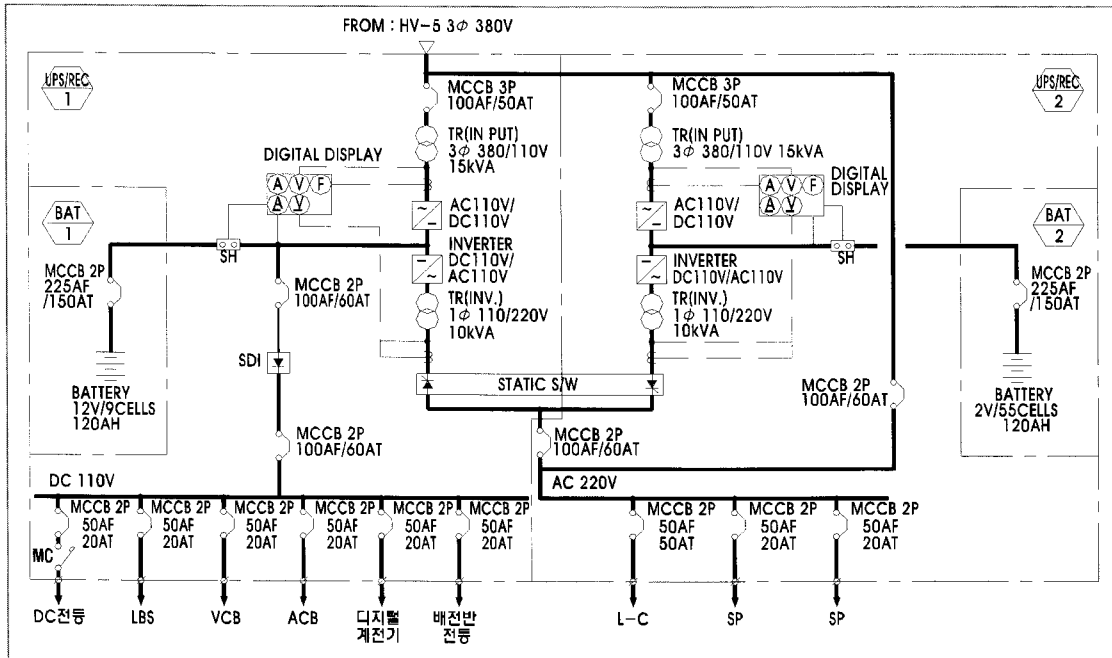 FROM : HV-5 3Φ 380V
UPS/REC
1
MCCB 3P
100AF/50AT
MCCB 3P
100AF/50AT
UPS/REC
2
TR(IN PUT)
3Φ 380/110V
15kVA
TR(IN PUT)
3Φ 380/110V 15kVA
DIGITAL DISPLAY
A V F
A V
DIGITAL
DISPLAY
A V F
A V
BAT
1
AC110V/
DC110V
AC110V/
DC110V
BAT
2
SH
SH
INVERTER
DC110V/
AC110V
INVERTER
DC110V/AC110V
MCCB 2P
225AF
/150AT
MCCB 2P
100AF/60AT
MCCB 2P
225AF
/150AT
TR(INV.)
1Φ 110/220V
10kVA
TR(INV.)
1Φ 110/220V
10kVA
SDI
STATIC S/W
BATTERY
12V/9CELLS
120AH
MCCB 2P
100AF/60AT
BATTERY
2V/55CELLS
120AH
MCCB 2P
100AF/60AT
MCCB 2P
100AF/60AT
DC 110V
AC 220V
MCCB 2P
50AF
20AT
MCCB 2P
50AF
20AT
MCCB 2P
50AF
20AT
MCCB 2P
50AF
20AT
MCCB 2P
50AF
20AT
MCCB 2P
50AF
20AT
MCCB 2P
50AF
50AT
MCCB 2P
50AF
20AT
MCCB 2P
50AF
20AT
MC
DC전등
LBS
VCB
ACB
디지털
계전기
배전반
전등
L-C
SP
SP